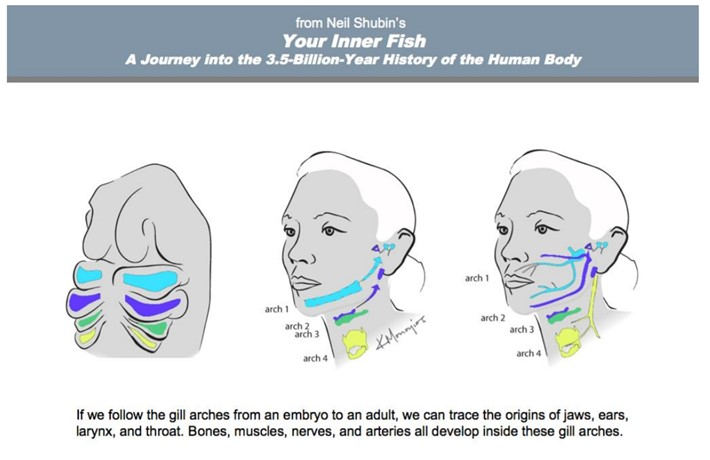 from Neil Shubin's
Your Inner Fish
A Journey into the 3.5-Billion-Year History of the Human Body
arch 1
arch 2
arch 3
arch 4
arch 1
arch 2
arch 3
arch 4
If we follow the gill arches from an embryo to an adult, we can trace the origins of jaws, ears,
larynx, and throat. Bones, muscles, nerves, and arteries all develop inside these gill arches.